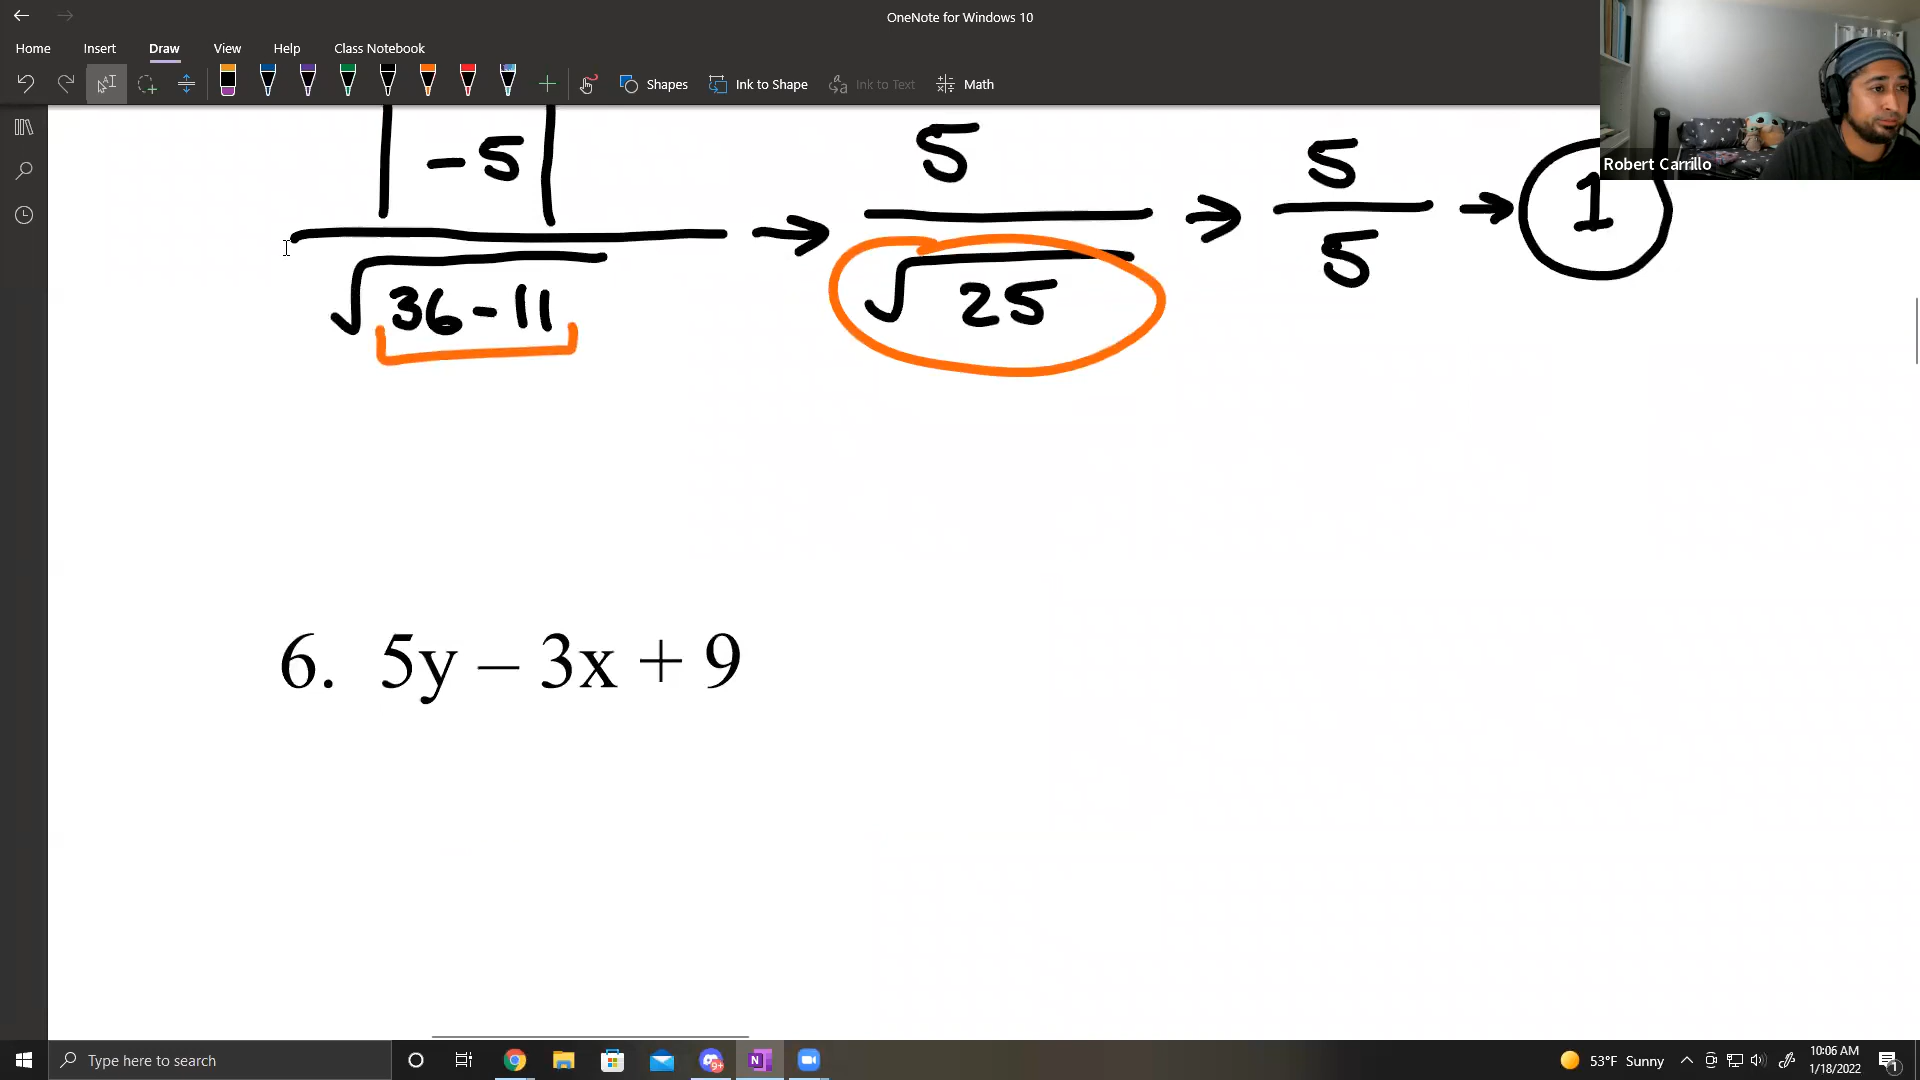 OneNote for Windows 10
Home Insert Draw View Help Class Notebook
Shapes Ink to Shape Ink to Text Math
Robert Carrillo
|-5| → 5 → 5 → 1
√36-11 √25 5
6. 5y – 3x + 9
Type here to search
9+
N
53°F Sunny
10:06 AM
1/18/2022
1